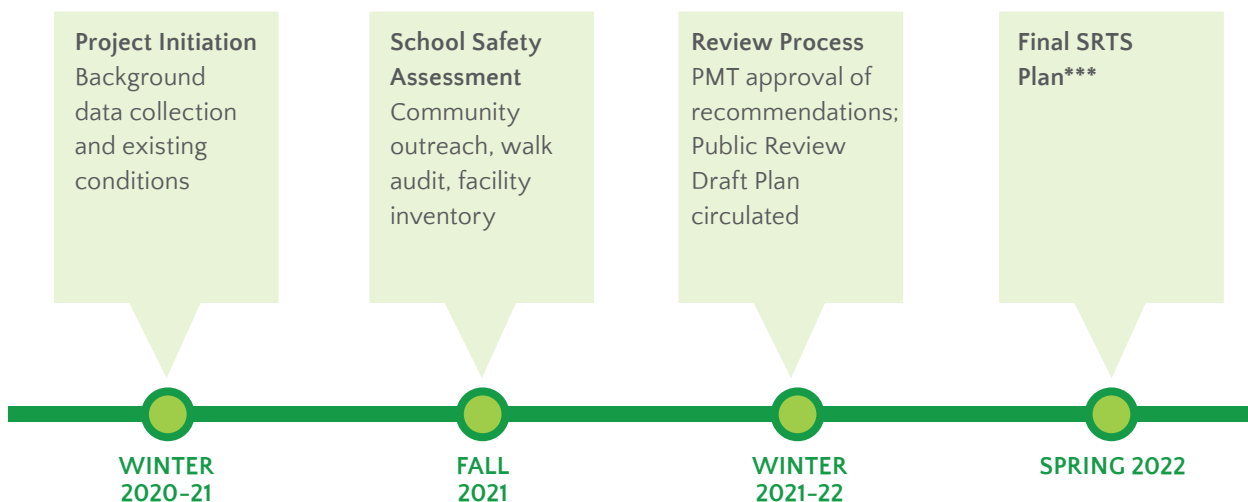 Project Initiation
Background
data collection
and existing
conditions
School Safety
Assessment
Community
outreach, walk
audit, facility
inventory
Review Process
PMT approval of
recommendations;
Public Review
Draft Plan
circulated
Final SRTS
Plan***
WINTER
2020-21
FALL
2021
WINTER
2021-22
SPRING 2022